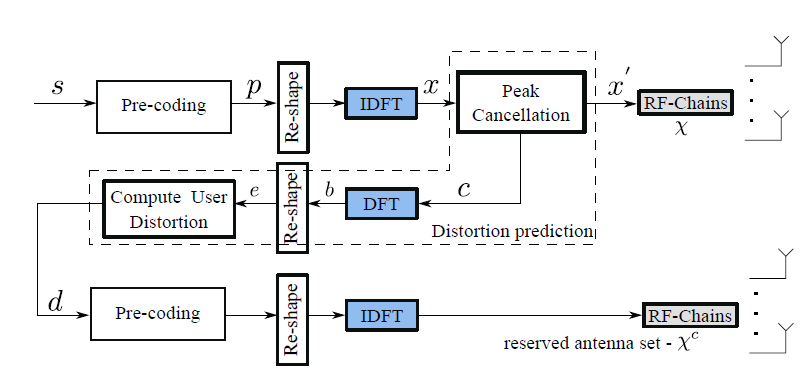 s
Pre-coding
p
Re-shape
IDFT
x
Peak
Cancellation
x′
RF-Chains
χ
Compute User
Distortion
e
Re-shape
b
DFT
c
Distortion prediction
d
Pre-coding
Re-shape
IDFT
RF-Chains
reserved antenna set - χᶜ